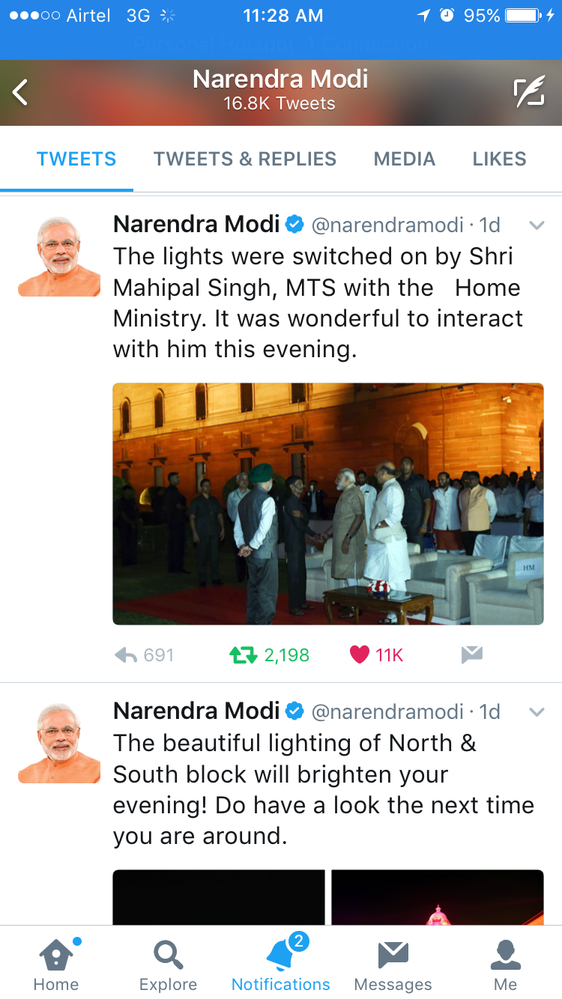 Airtel 3G 11:28 AM 95%
Personal Hotspot: 1 Connection
Narendra Modi
16.8K Tweets
TWEETS TWEETS & REPLIES MEDIA LIKES
Narendra Modi @narendramodi · 1d
The lights were switched on by Shri
Mahipal Singh, MTS with the Home
Ministry. It was wonderful to interact
with him this evening.
HM
691 2,198 11K
Narendra Modi @narendramodi · 1d
The beautiful lighting of North &
South block will brighten your
evening! Do have a look the next time
you are around.
2
Home Explore Notifications Messages Me